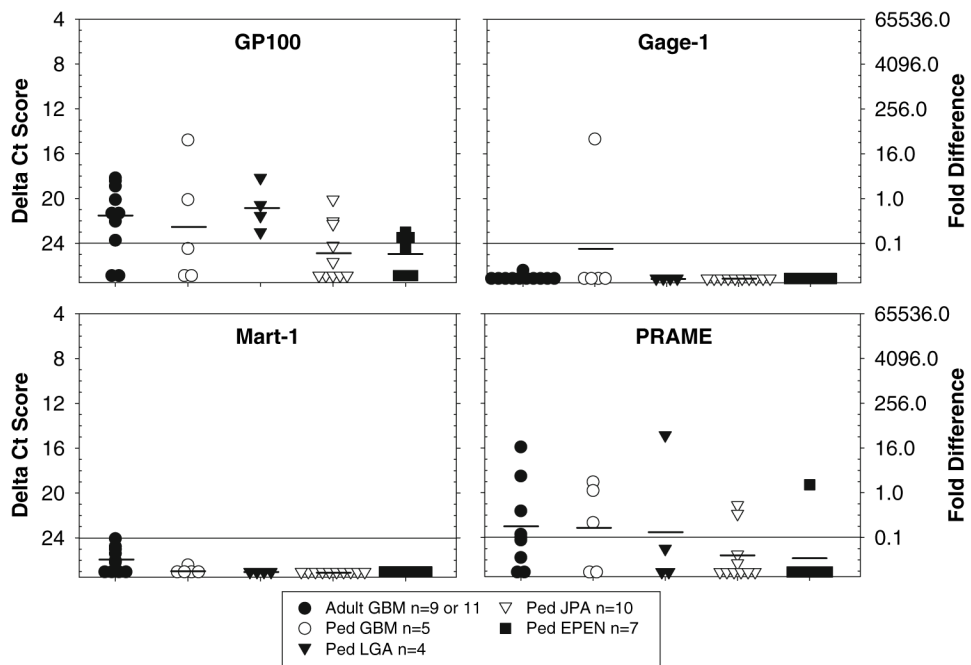 GP100
Gage-1
4
8
12
16
20
24
Delta Ct Score
65536.0
4096.0
256.0
16.0
1.0
0.1
Fold Difference
Mart-1
PRAME
4
8
12
16
20
24
Delta Ct Score
65536.0
4096.0
256.0
16.0
1.0
0.1
Fold Difference
Adult GBM n=9 or 11
Ped GBM n=5
Ped LGA n=4
Ped JPA n=10
Ped EPEN n=7